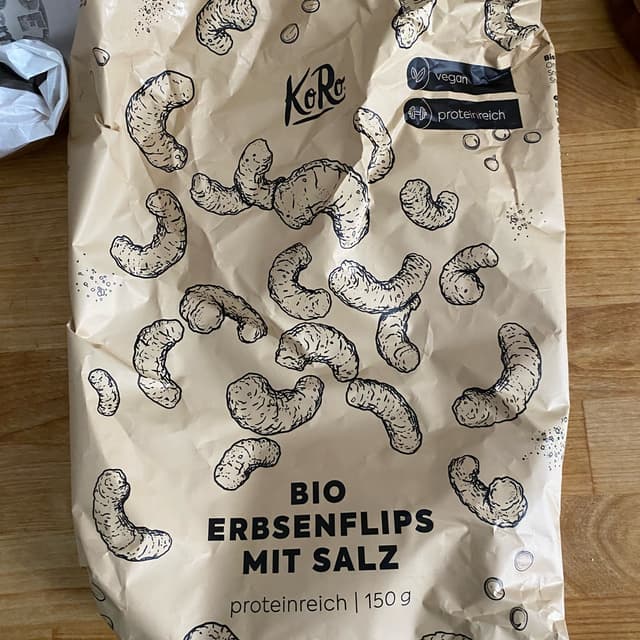 KoRo
vegan
proteinreich
BIO
ERBSENFLIPS
MIT SALZ
proteinreich | 150 g